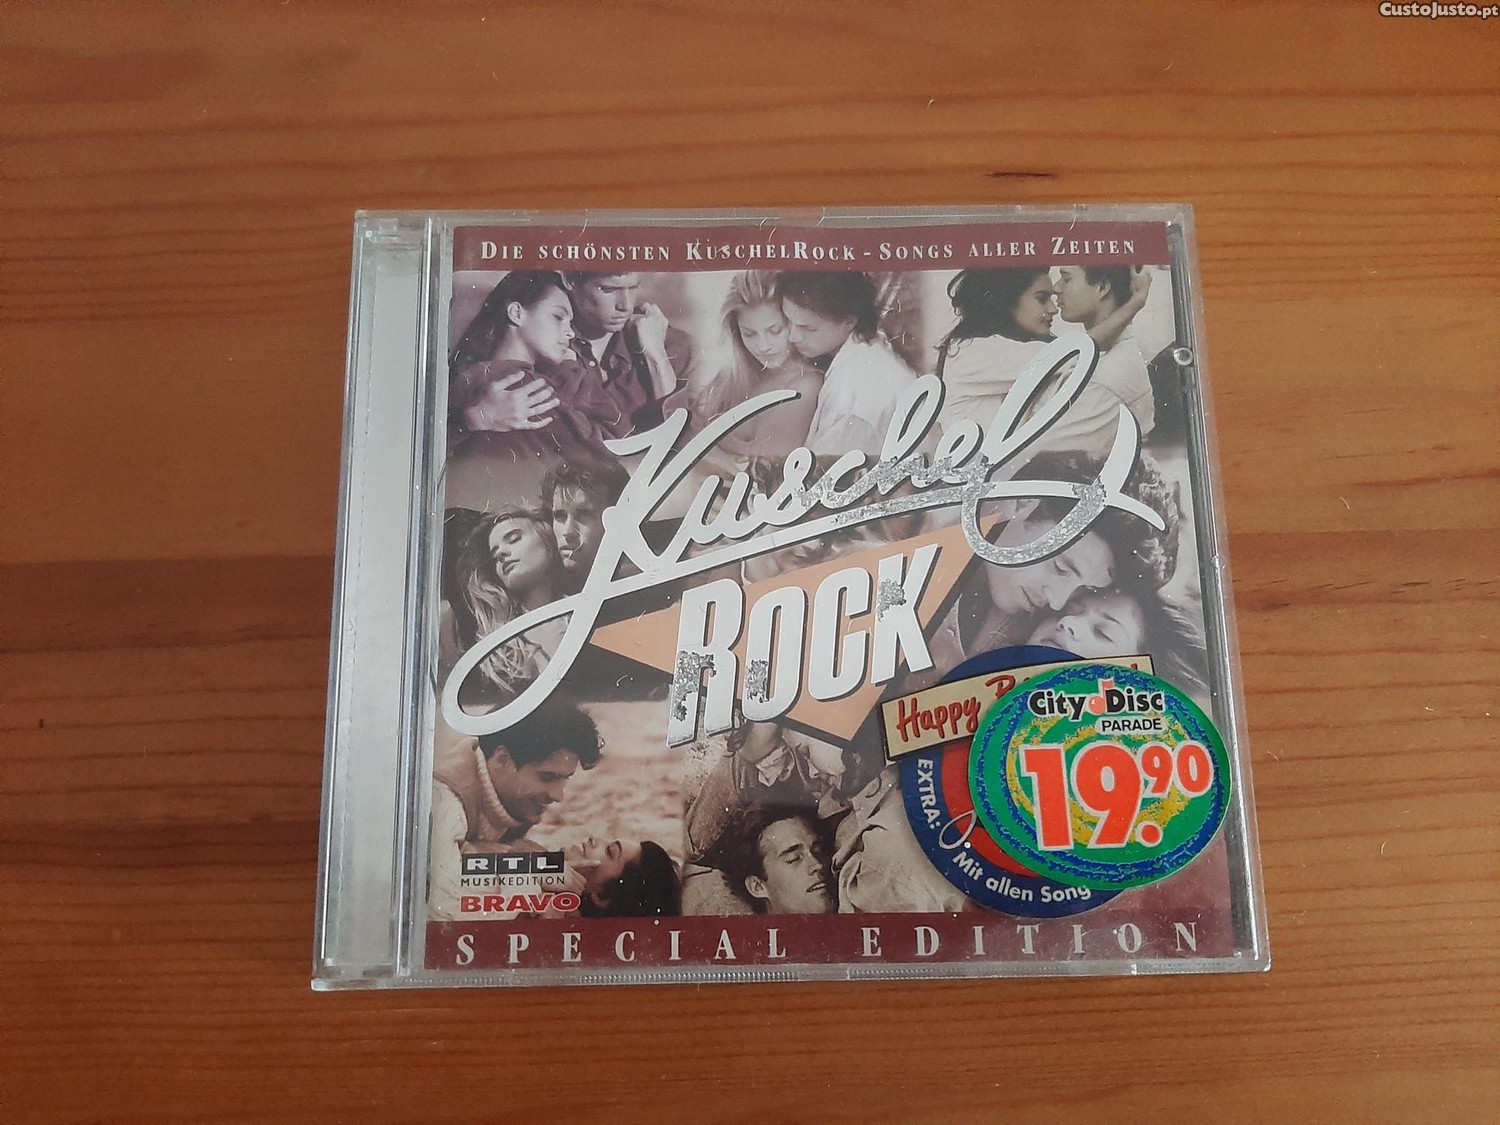 CustoJusto.pt
DIE SCHÖNSTEN KUSCHELROCK - SONGS ALLER ZEITEN
Kuschel
ROCK
Happy
City Disc
PARADE
19.90
EXTRA:
Mit allen Song
RTL
MUSIKEDITION
BRAVO
SPECIAL EDITION